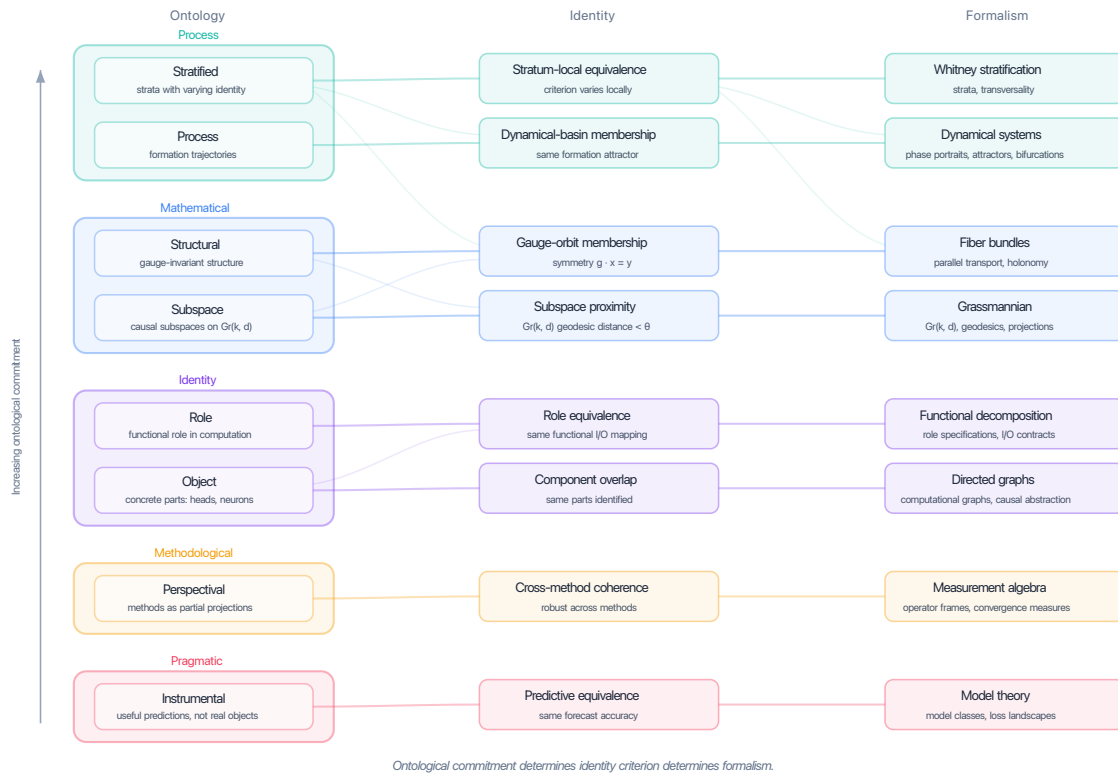 Ontology
Identity
Formalism
Process
Stratified
strata with varying identity
Stratum-local equivalence
criterion varies locally
Whitney stratification
strata, transversality
Process
formation trajectories
Dynamical-basin membership
same formation attractor
Dynamical systems
phase portraits, attractors, bifurcations
Mathematical
Structural
gauge-invariant structure
Gauge-orbit membership
symmetry g · x = y
Fiber bundles
parallel transport, holonomy
Subspace
causal subspaces on Gr(k, d)
Subspace proximity
Gr(k, d) geodesic distance < θ
Grassmannian
Gr(k, d), geodesics, projections
Identity
Role
functional role in computation
Role equivalence
same functional I/O mapping
Functional decomposition
role specifications, I/O contracts
Object
concrete parts: heads, neurons
Component overlap
same parts identified
Directed graphs
computational graphs, causal abstraction
Methodological
Perspectival
methods as partial projections
Cross-method coherence
robust across methods
Measurement algebra
operator frames, convergence measures
Pragmatic
Instrumental
useful predictions, not real objects
Predictive equivalence
same forecast accuracy
Model theory
model classes, loss landscapes
Increasing ontological commitment
Ontological commitment determines identity criterion determines formalism.